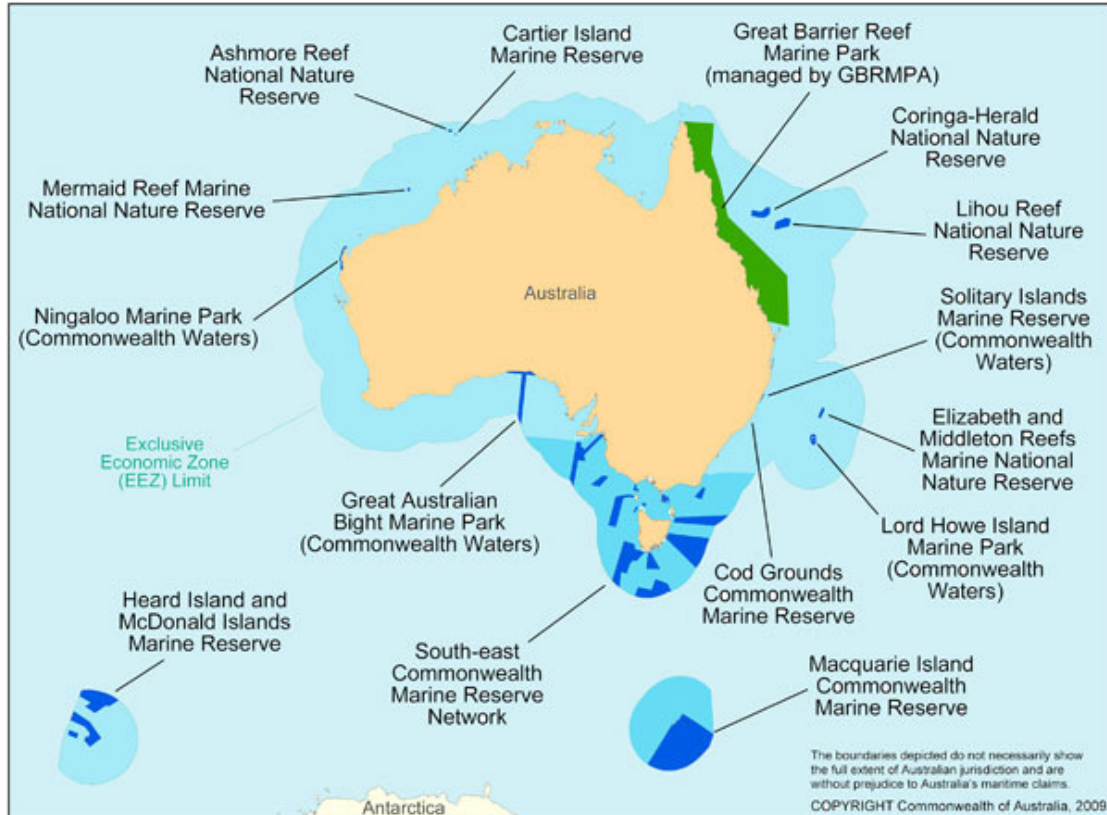 Cartier Island
Marine Reserve
Ashmore Reef
National Nature
Reserve
Great Barrier Reef
Marine Park
(managed by GBRMPA)
Coringa-Herald
National Nature
Reserve
Mermaid Reef Marine
National Nature Reserve
Lihou Reef
National Nature
Reserve
Australia
Ningaloo Marine Park
(Commonwealth Waters)
Solitary Islands
Marine Reserve
(Commonwealth
Waters)
Elizabeth and
Middleton Reefs
Marine National
Nature Reserve
Exclusive
Economic Zone
(EEZ) Limit
Great Australian
Bight Marine Park
(Commonwealth Waters)
Lord Howe Island
Marine Park
(Commonwealth
Waters)
Cod Grounds
Commonwealth
Marine Reserve
Heard Island and
McDonald Islands
Marine Reserve
South-east
Commonwealth
Marine Reserve
Network
Macquarie Island
Commonwealth
Marine Reserve
The boundaries depicted do not necessarily show
the full extent of Australian jurisdiction and are
without prejudice to Australia's maritime claims.
COPYRIGHT Commonwealth of Australia, 2009
Antarctica